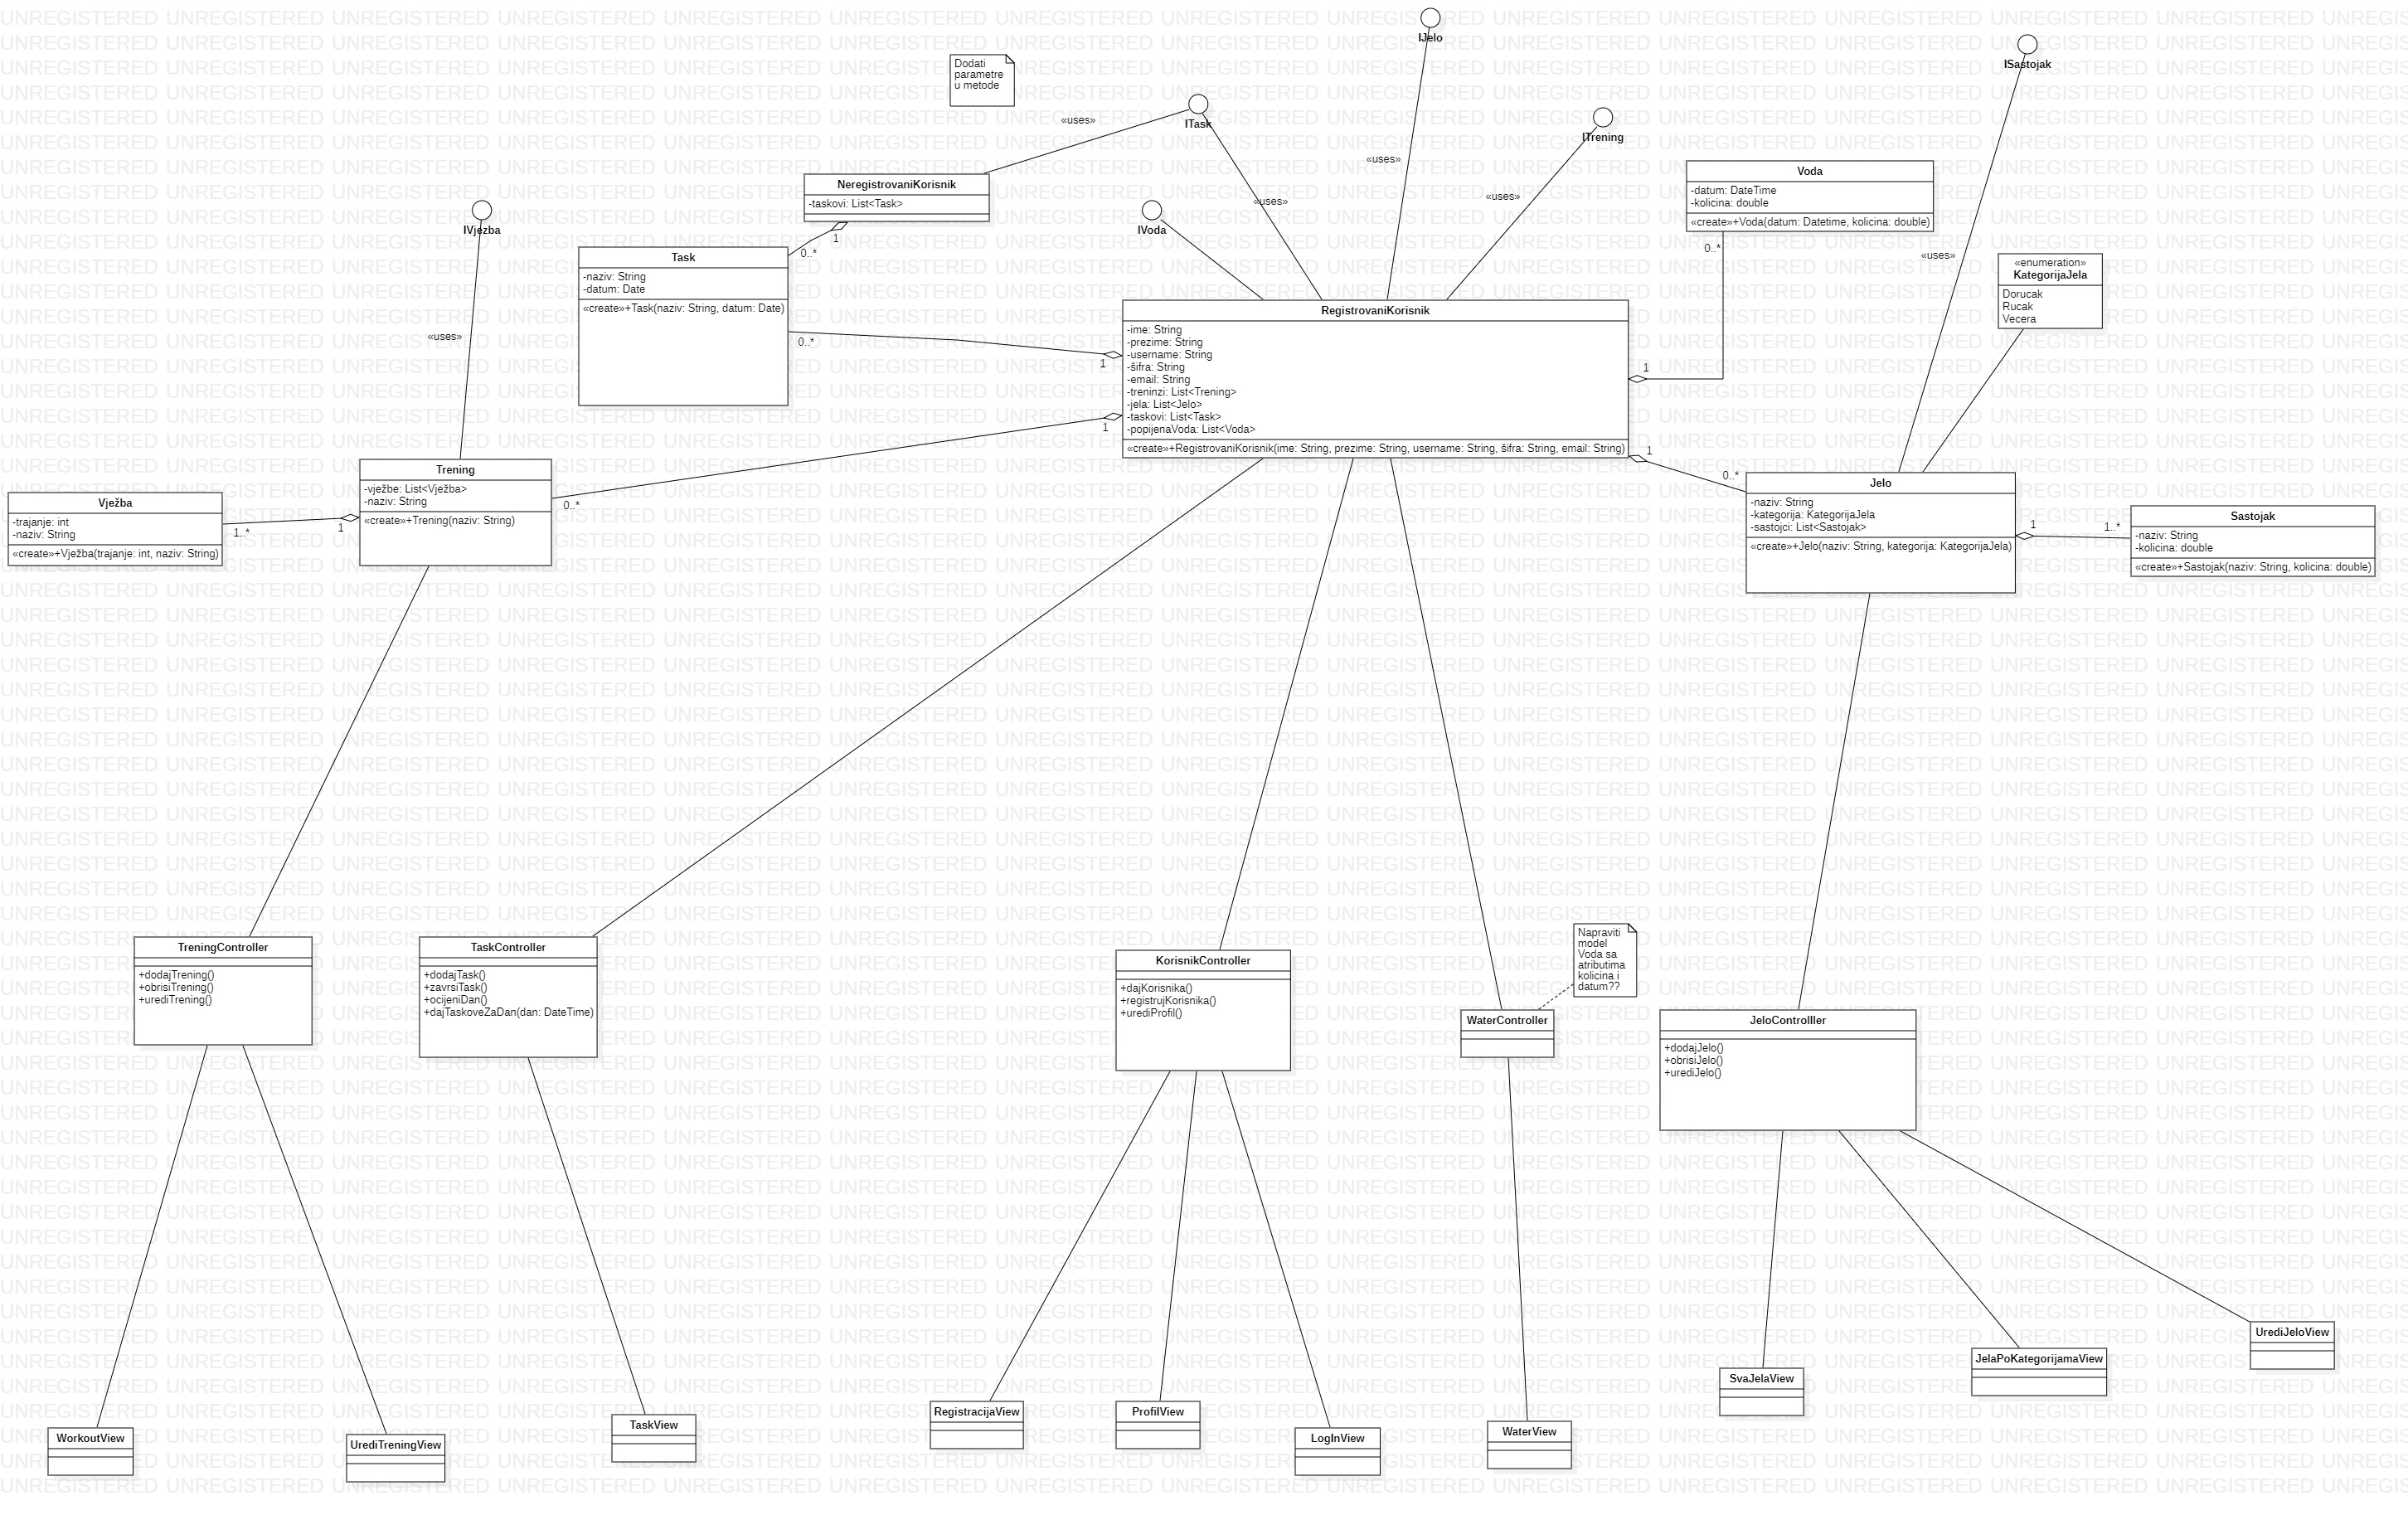 IJelo
ISastojak
Dodati
parametre
u metode
«uses»
ITask
ITrening
«uses»
NeregistrovaniKorisnik
-taskovi: List<Task>
Voda
-datum: DateTime
-kolicina: double
«create»+Voda(datum: Datetime, kolicina: double)
«uses»
«uses»
IVjezba
IVoda
1
0..*
0..*
«uses»
Task
-naziv: String
-datum: Date
«create»+Task(naziv: String, datum: Date)
«enumeration»
KategorijaJela
Dorucak
Rucak
Vecera
RegistrovaniKorisnik
-ime: String
-prezime: String
-username: String
-šifra: String
-email: String
-treninzi: List<Trening>
-jela: List<Jelo>
-taskovi: List<Task>
-popijenaVoda: List<Voda>
«create»+RegistrovaniKorisnik(ime: String, prezime: String, username: String, šifra: String, email: String)
«uses»
0..*
1
1
1
1
0..*
0..*
Trening
-vježbe: List<Vježba>
-naziv: String
«create»+Trening(naziv: String)
Jelo
-naziv: String
-kategorija: KategorijaJela
-sastojci: List<Sastojak>
«create»+Jelo(naziv: String, kategorija: KategorijaJela)
Vježba
-trajanje: int
-naziv: String
«create»+Vježba(trajanje: int, naziv: String)
1..*
1
1
1..*
Sastojak
-naziv: String
-kolicina: double
«create»+Sastojak(naziv: String, kolicina: double)
TreningController
+dodajTrening()
+obrisiTrening()
+urediTrening()
TaskController
+dodajTask()
+zavrsiTask()
+ocijeniDan()
+dajTaskoveZaDan(dan: DateTime)
KorisnikController
+dajKorisnika()
+registrujKorisnika()
+urediProfil()
Napraviti
model
Voda sa
atributima
kolicina i
datum??
WaterController
JeloControlller
+dodajJelo()
+obrisiJelo()
+urediJelo()
UrediJeloView
JelaPoKategorijamaView
SvaJelaView
RegistracijaView
ProfilView
TaskView
WaterView
WorkoutView
LogInView
UrediTreningView
UNREGISTERED